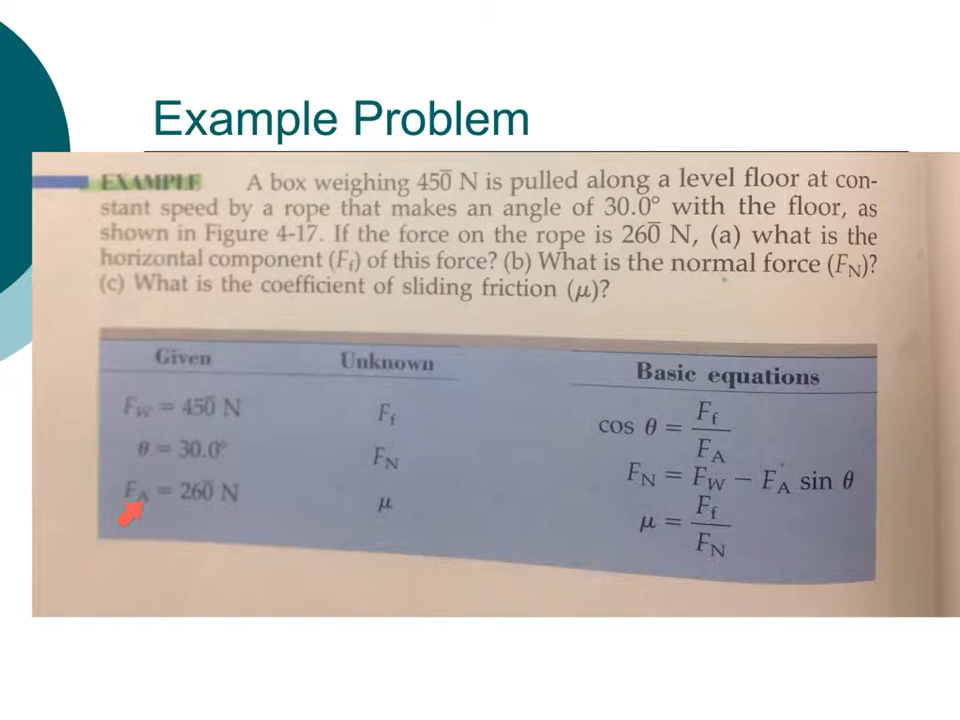 Example Problem
EXAMPLE A box weighing 450̅ N is pulled along a level floor at con-
stant speed by a rope that makes an angle of 30.0° with the floor, as
shown in Figure 4-17. If the force on the rope is 260̅ N, (a) what is the
horizontal component (Ff) of this force? (b) What is the normal force (FN)?
(c) What is the coefficient of sliding friction (μ)?
Given Unknown Basic equations
FW = 450̅ N Ff cos θ = Ff / FA
θ = 30.0° FN FN = FW − FA sin θ
FA = 260̅ N μ μ = Ff / FN